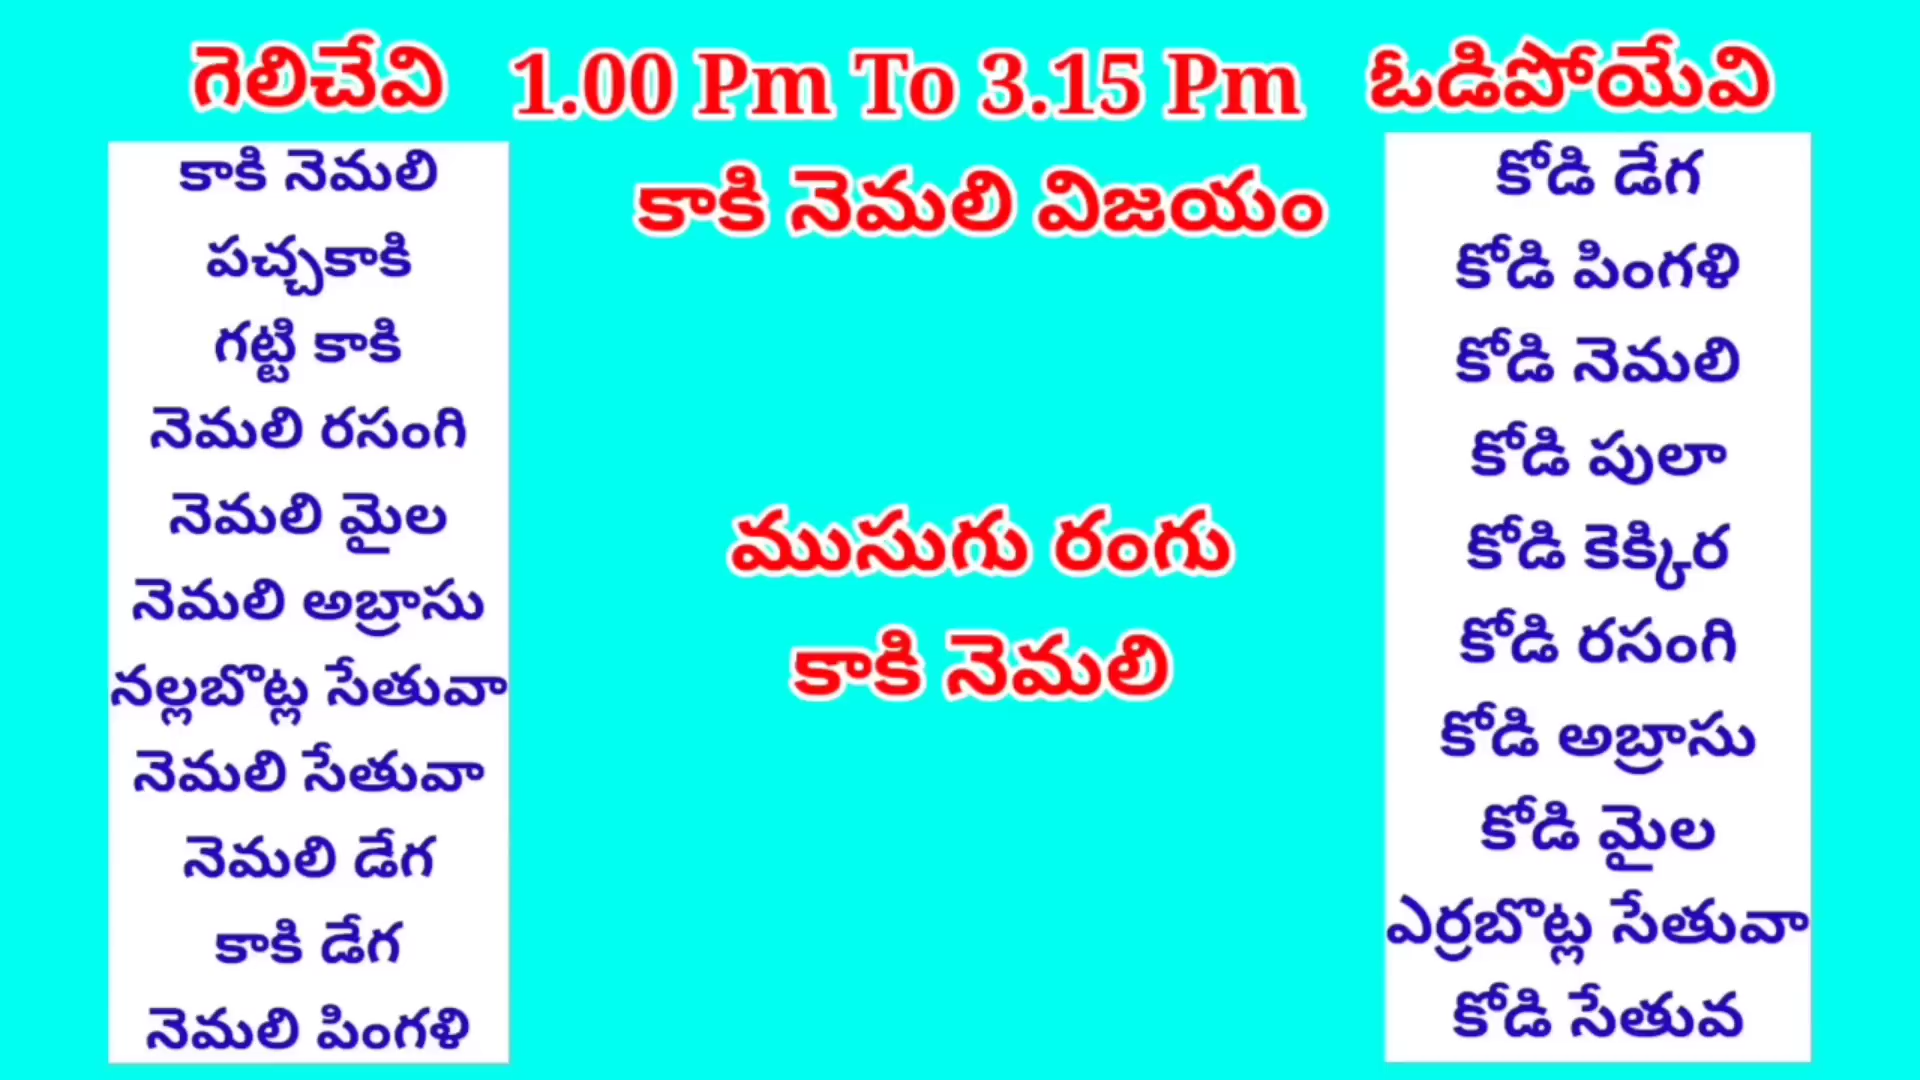 గెలిచేవి
కాకి నెమలి
పచ్చకాకి
గట్టి కాకి
నెమలి రసంగి
నెమలి మైల
నెమలి అబ్రాసు
నల్లబొట్ల సేతువా
నెమలి సేతువా
నెమలి డేగ
కాకి డేగ
నెమలి పింగళి
1.00 Pm To 3.15 Pm
కాకి నెమలి విజయం
ముసుగు రంగు
కాకి నెమలి
ఓడిపోయేవి
కోడి డేగ
కోడి పింగళి
కోడి నెమలి
కోడి పులా
కోడి కెక్కిర
కోడి రసంగి
కోడి అబ్రాసు
కోడి మైల
ఎర్రబొట్ల సేతువా
కోడి సేతువ